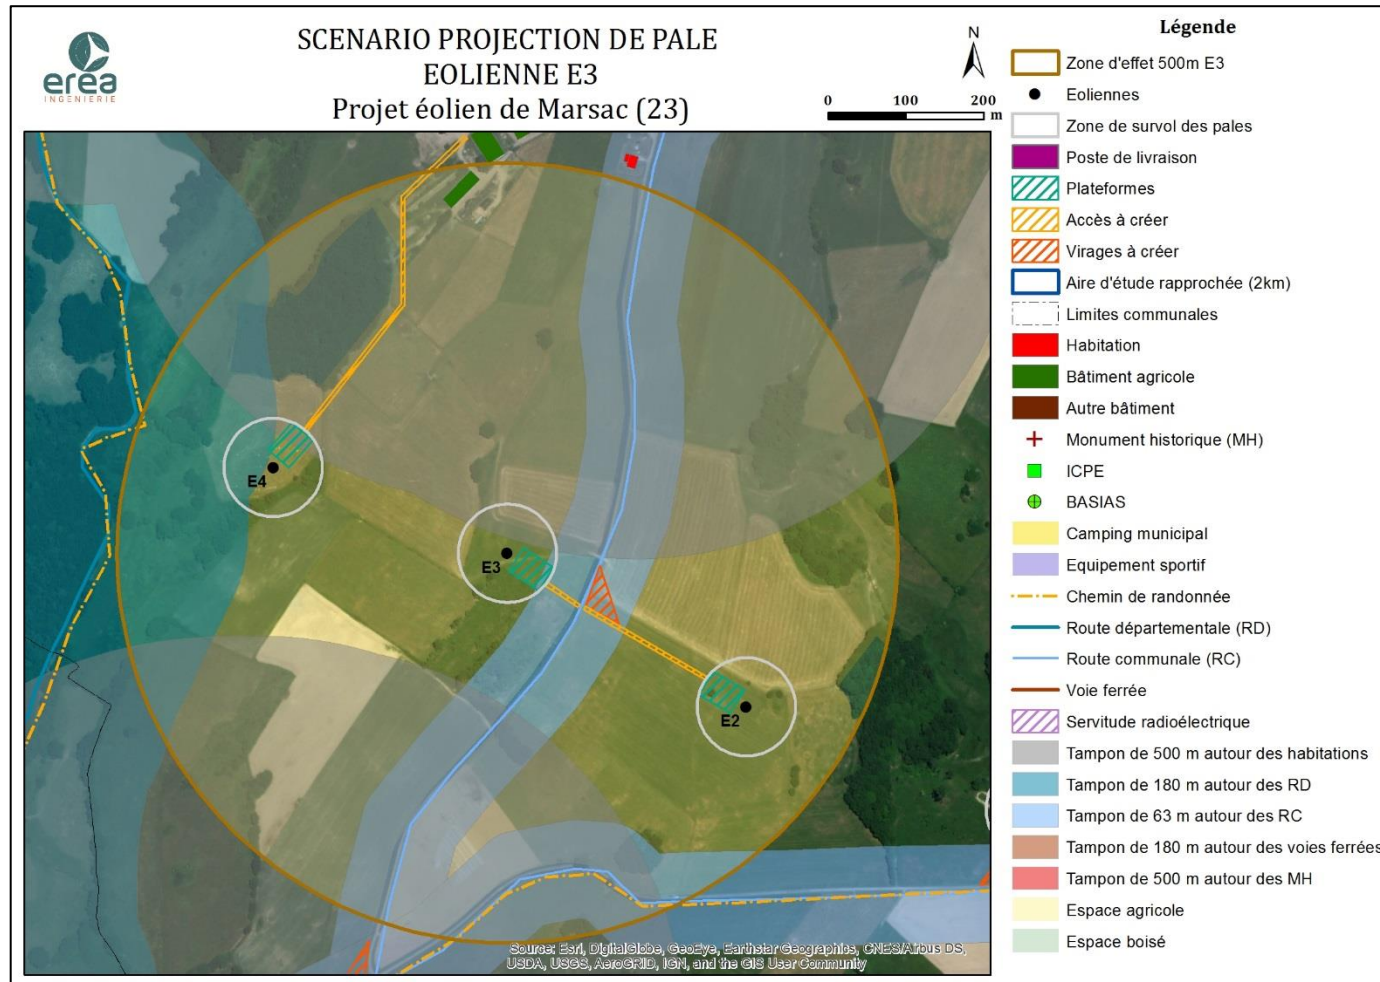 erea
INGENIERIE
SCENARIO PROJECTION DE PALE
EOLIENNE E3
Projet éolien de Marsac (23)
N
0 100 200
m
E4
E3
E2
Source: Esri, DigitalGlobe, GeoEye, Earthstar Geographics, CNES/Airbus DS,
USDA, USGS, AeroGRID, IGN, and the GIS User Community
Légende
Zone d'effet 500m E3
Eoliennes
Zone de survol des pales
Poste de livraison
Plateformes
Accès à créer
Virages à créer
Aire d'étude rapprochée (2km)
Limites communales
Habitation
Bâtiment agricole
Autre bâtiment
Monument historique (MH)
ICPE
BASIAS
Camping municipal
Equipement sportif
Chemin de randonnée
Route départementale (RD)
Route communale (RC)
Voie ferrée
Servitude radioélectrique
Tampon de 500 m autour des habitations
Tampon de 180 m autour des RD
Tampon de 63 m autour des RC
Tampon de 180 m autour des voies ferrées
Tampon de 500 m autour des MH
Espace agricole
Espace boisé